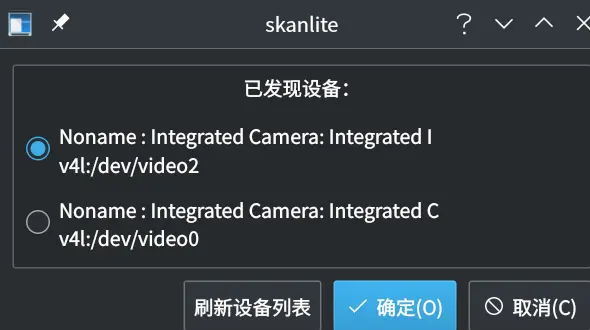 skanlite
已发现设备：
Noname : Integrated Camera: Integrated I
v4l:/dev/video2
Noname : Integrated Camera: Integrated C
v4l:/dev/video0
刷新设备列表
确定(O)
取消(C)